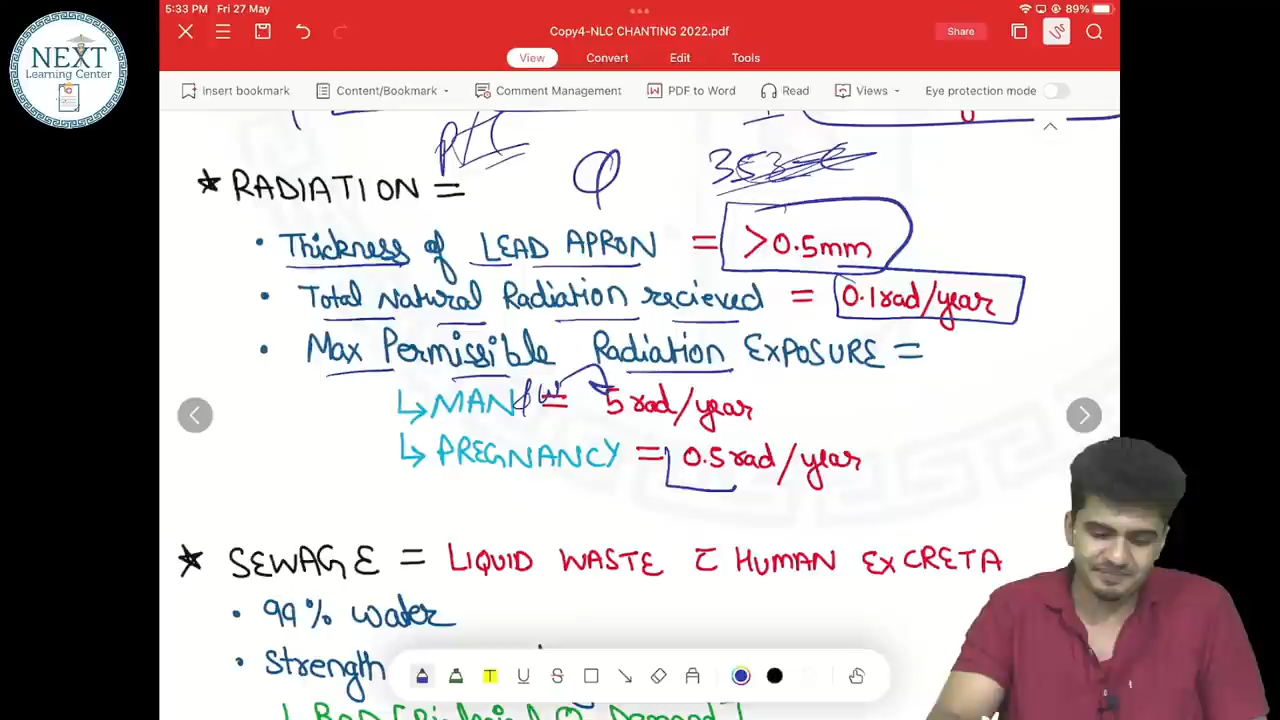 5:33 PM Fri 27 May
89%
NEXT
Learning Center
Copy4-NLC CHANTING 2022.pdf
Share
View
Convert
Edit
Tools
Insert bookmark
Content/Bookmark
Comment Management
PDF to Word
Read
Views
Eye protection mode
★ RADIATION =
• Thickness of LEAD APRON = >0.5mm
• Total Natural Radiation recieved = 0.1rad/year
• Max Permissible Radiation EXPOSURE =
↳ MAN = 5 rad/year
↳ PREGNANCY = 0.5rad/year
★ SEWAGE = LIQUID WASTE c̄ HUMAN EXCRETA
• 99% water
• Strength